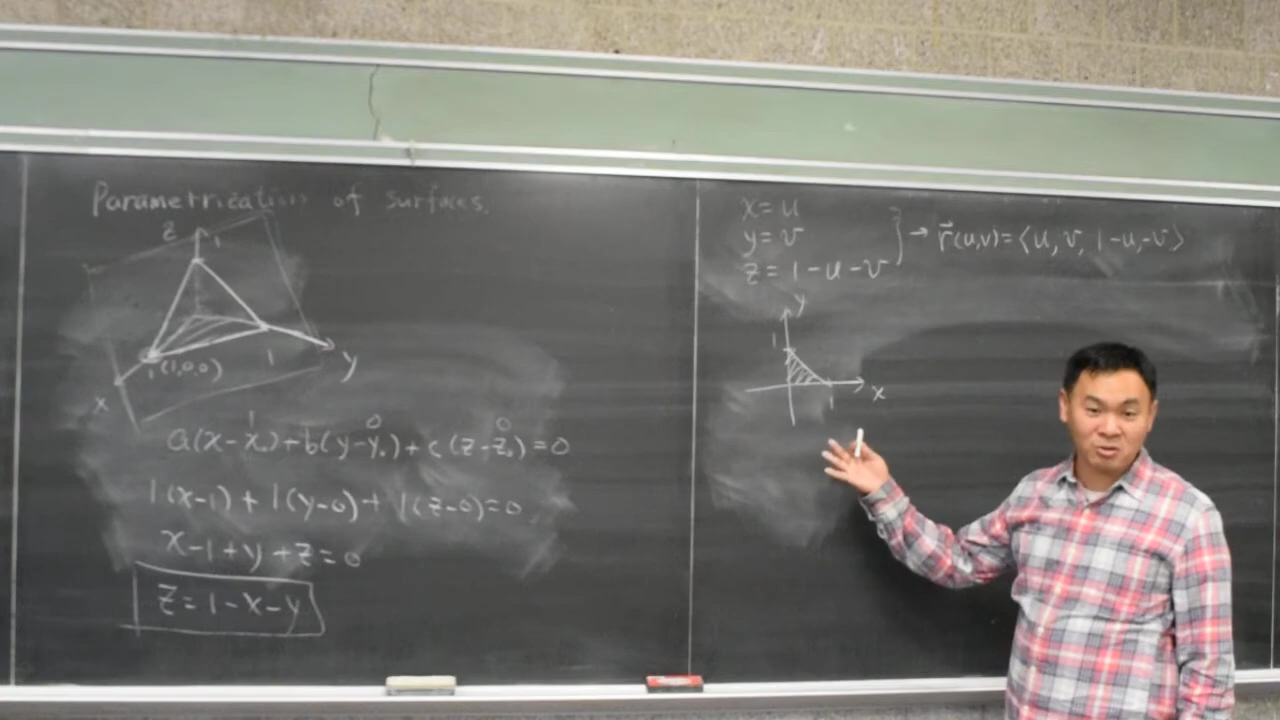 Parametrization of surfaces.
z
1
1 (1,0,0)
1
y
x
1 0 0
a(x-x₀)+b(y-y₀)+c(z-z₀)=0
1(x-1)+1(y-0)+1(z-0)=0
x-1+y+z=0
z=1-x-y
x=u
y=v
z=1-u-v
} → r⃗(u,v)=⟨u, v, 1-u-v⟩
y
1
1
x